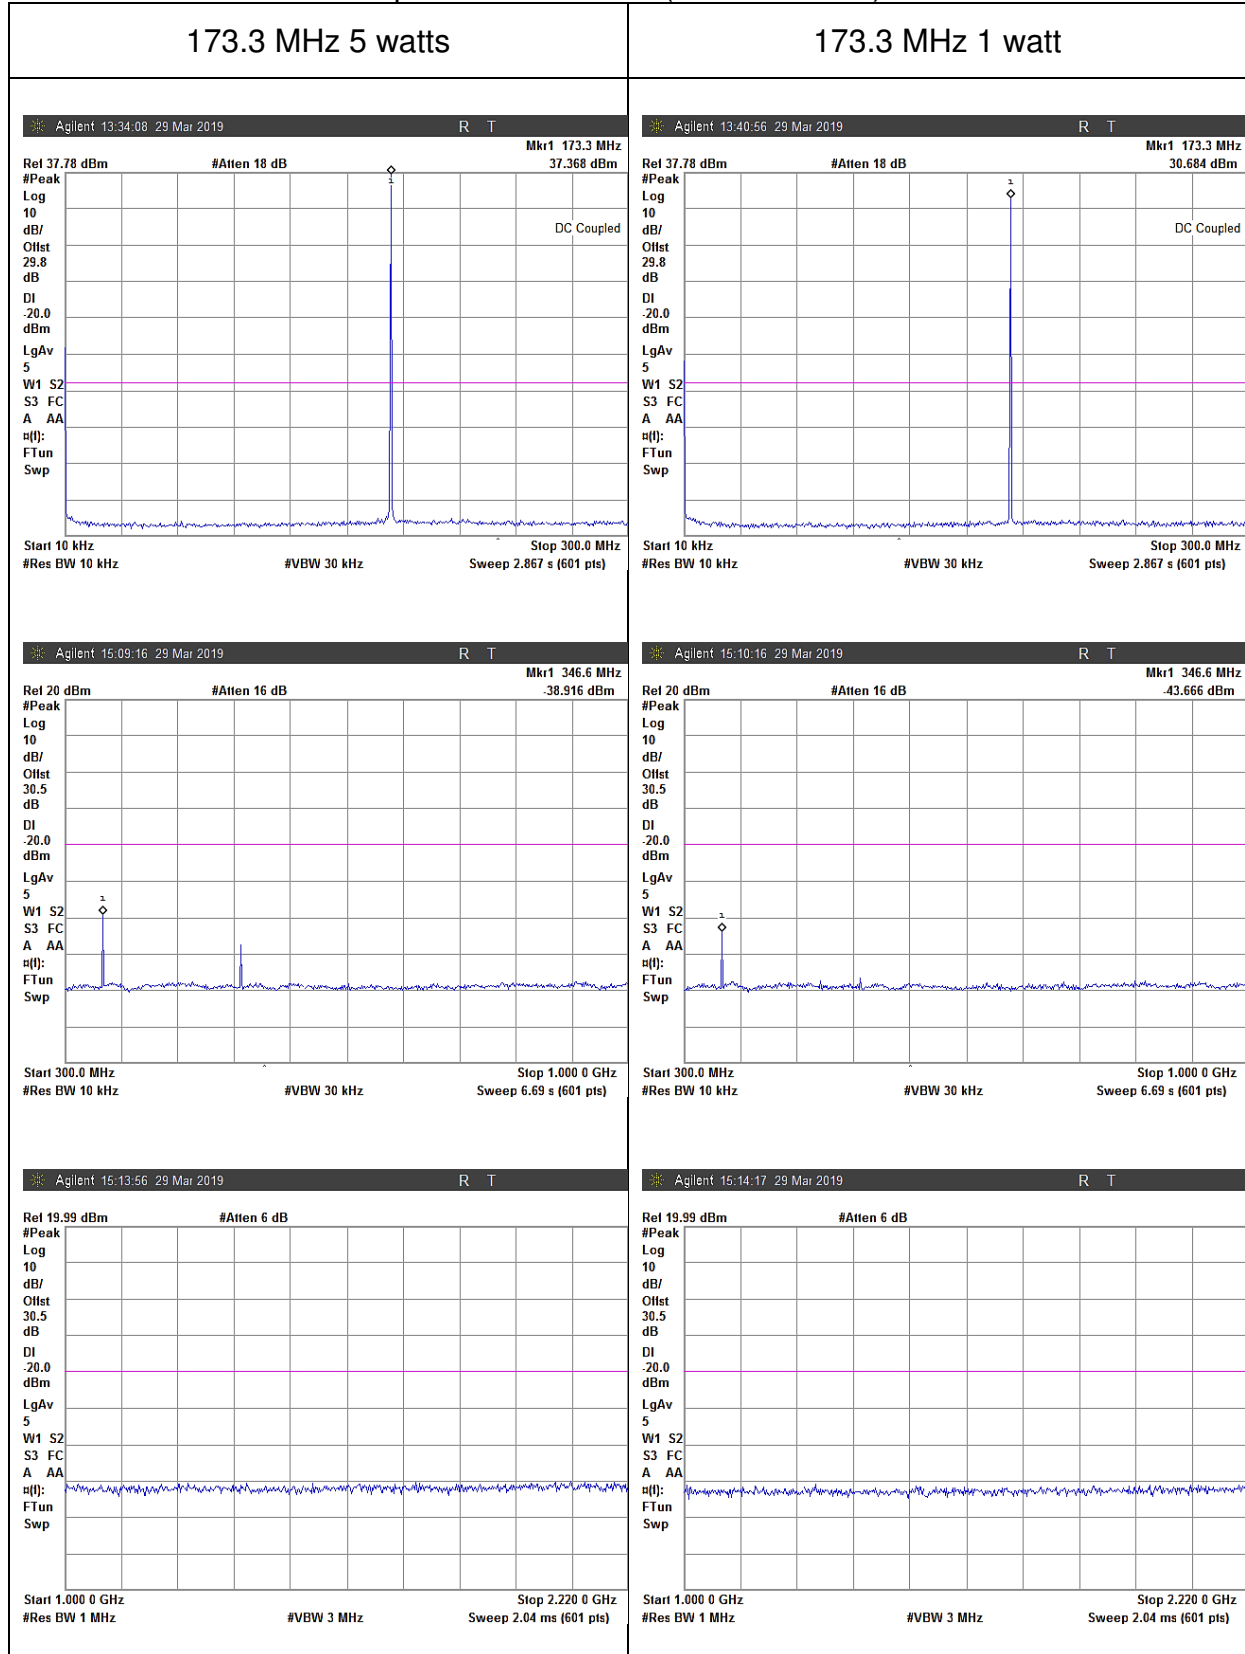 173.3 MHz 5 watts
173.3 MHz 1 watt
Agilent 13:34:08 29 Mar 2019 R T
Mkr1 173.3 MHz
Ref 37.78 dBm #Atten 18 dB 37.368 dBm
#Peak
Log
10
dB/
Offst
29.8
dB
DI
-20.0
dBm
LgAv
5
W1 S2
S3 FC
A AA
¤(f):
FTun
Swp
1
DC Coupled
Start 10 kHz Stop 300.0 MHz
#Res BW 10 kHz #VBW 30 kHz Sweep 2.867 s (601 pts)
Agilent 13:40:56 29 Mar 2019 R T
Mkr1 173.3 MHz
Ref 37.78 dBm #Atten 18 dB 30.684 dBm
#Peak
Log
10
dB/
Offst
29.8
dB
DI
-20.0
dBm
LgAv
5
W1 S2
S3 FC
A AA
¤(f):
FTun
Swp
1
DC Coupled
Start 10 kHz Stop 300.0 MHz
#Res BW 10 kHz #VBW 30 kHz Sweep 2.867 s (601 pts)
Agilent 15:09:16 29 Mar 2019 R T
Mkr1 346.6 MHz
Ref 20 dBm #Atten 16 dB -38.916 dBm
#Peak
Log
10
dB/
Offst
30.5
dB
DI
-20.0
dBm
LgAv
5
W1 S2
S3 FC
A AA
¤(f):
FTun
Swp
1
Start 300.0 MHz Stop 1.000 0 GHz
#Res BW 10 kHz #VBW 30 kHz Sweep 6.69 s (601 pts)
Agilent 15:10:16 29 Mar 2019 R T
Mkr1 346.6 MHz
Ref 20 dBm #Atten 16 dB -43.666 dBm
#Peak
Log
10
dB/
Offst
30.5
dB
DI
-20.0
dBm
LgAv
5
W1 S2
S3 FC
A AA
¤(f):
FTun
Swp
1
Start 300.0 MHz Stop 1.000 0 GHz
#Res BW 10 kHz #VBW 30 kHz Sweep 6.69 s (601 pts)
Agilent 15:13:56 29 Mar 2019 R T
Ref 19.99 dBm #Atten 6 dB
#Peak
Log
10
dB/
Offst
30.5
dB
DI
-20.0
dBm
LgAv
5
W1 S2
S3 FC
A AA
¤(f):
FTun
Swp
Start 1.000 0 GHz Stop 2.220 0 GHz
#Res BW 1 MHz #VBW 3 MHz Sweep 2.04 ms (601 pts)
Agilent 15:14:17 29 Mar 2019 R T
Ref 19.99 dBm #Atten 6 dB
#Peak
Log
10
dB/
Offst
30.5
dB
DI
-20.0
dBm
LgAv
5
W1 S2
S3 FC
A AA
¤(f):
FTun
Swp
Start 1.000 0 GHz Stop 2.220 0 GHz
#Res BW 1 MHz #VBW 3 MHz Sweep 2.04 ms (601 pts)